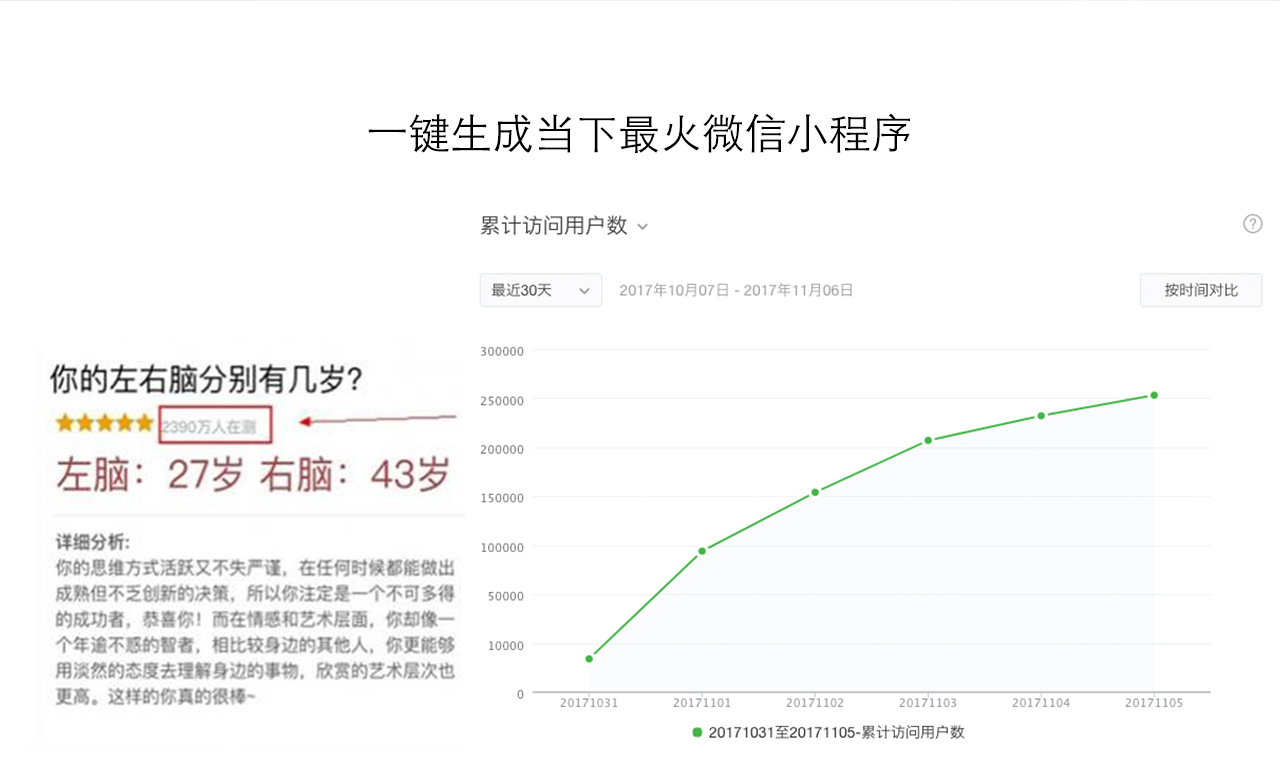 一键生成当下最火微信小程序
累计访问用户数
?
最近30天 2017年10月07日 - 2017年11月06日 按时间对比
你的左右脑分别有几岁?
2390万人在测
左脑：27岁 右脑：43岁
详细分析:
你的思维方式活跃又不失严谨，在任何时候都能做出
成熟但不乏创新的决策，所以你注定是一个不可多得
的成功者，恭喜你！而在情感和艺术层面，你却像一
个年逾不惑的智者，相比较身边的其他人，你更能够
用淡然的态度去理解身边的事物，欣赏的艺术层次也
更高。这样的你真的很棒~
300000
250000
200000
150000
100000
50000
10000
0
20171031 20171101 20171102 20171103 20171104 20171105
20171031至20171105-累计访问用户数